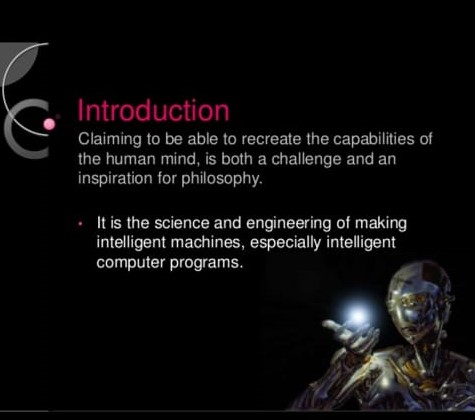 Introduction
Claiming to be able to recreate the capabilities of
the human mind, is both a challenge and an
inspiration for philosophy.
• It is the science and engineering of making
intelligent machines, especially intelligent
computer programs.